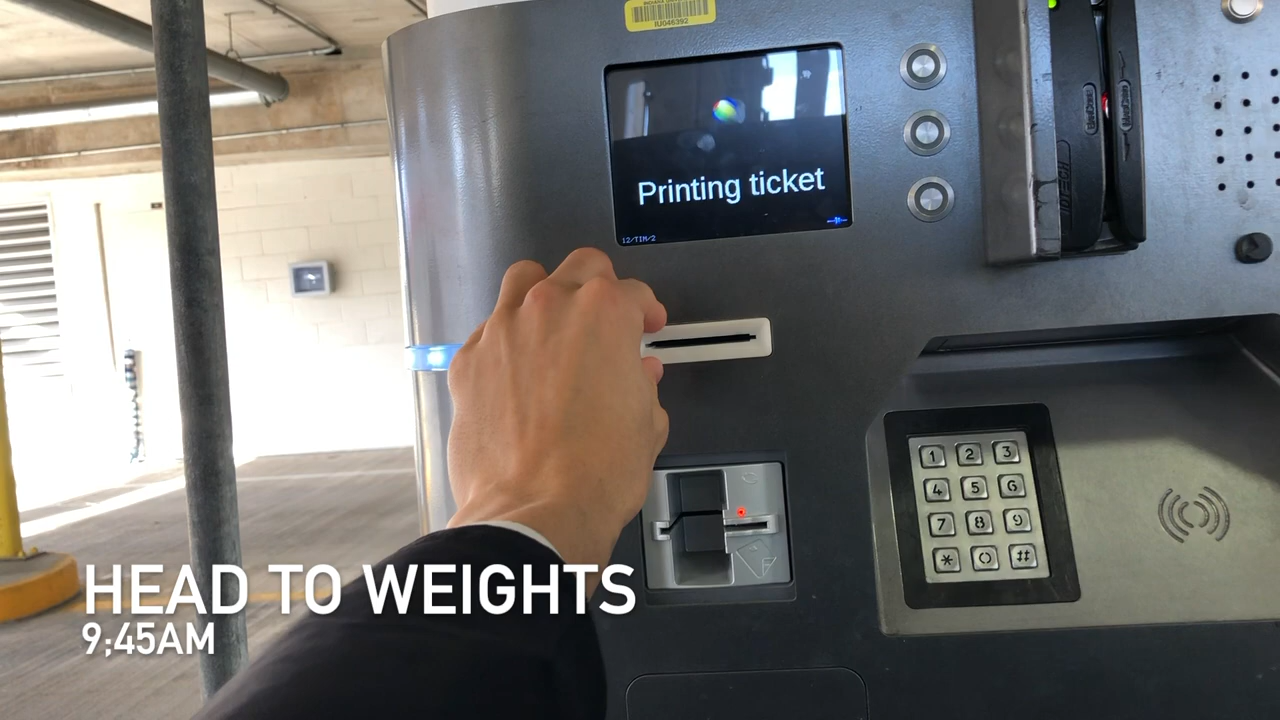 IU046392
Printing ticket
12/TIM/2
1 2 3
4 5 6
7 8 9
* 0 #
HEAD TO WEIGHTS
9;45AM